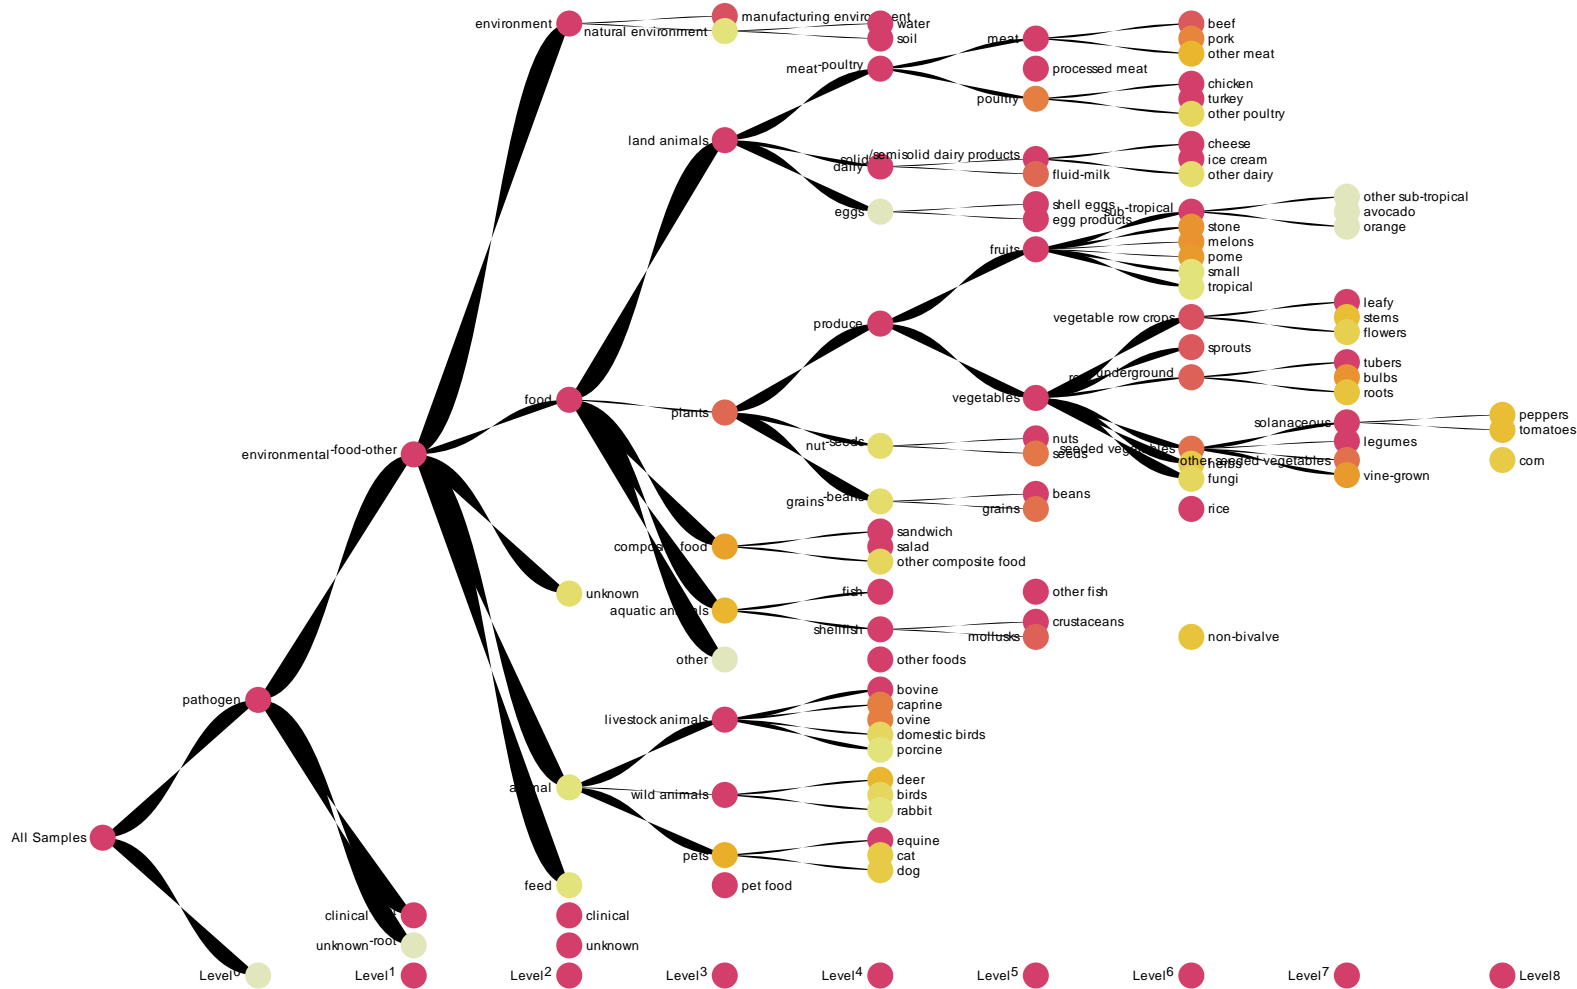 environment
manufacturing environment
natural environment
water
soil
meat
beef
pork
other meat
meat-poultry
processed meat
poultry
chicken
turkey
other poultry
land animals
solid/semisolid dairy products
dairy
cheese
ice cream
other dairy
fluid-milk
eggs
shell eggs
egg products
sub-tropical
other sub-tropical
avocado
orange
fruits
stone
melons
pome
small
tropical
produce
vegetable row crops
leafy
stems
flowers
sprouts
underground
tubers
bulbs
roots
food
plants
vegetables
solanaceous
peppers
tomatoes
nut-seeds
nuts
seeds
seeded vegetables
legumes
herbs
other seeded vegetables
corn
fungi
vine-grown
environmental-food-other
grains-beans
beans
grains
rice
sandwich
composite food
salad
other composite food
unknown
fish
other fish
aquatic animals
shellfish
crustaceans
mollusks
non-bivalve
other
other foods
pathogen
livestock animals
bovine
caprine
ovine
domestic birds
porcine
animal
wild animals
deer
birds
rabbit
All Samples
pets
equine
cat
dog
feed
pet food
clinical
clinical
unknown-root
unknown
Level0
Level1
Level2
Level3
Level4
Level5
Level6
Level7
Level8